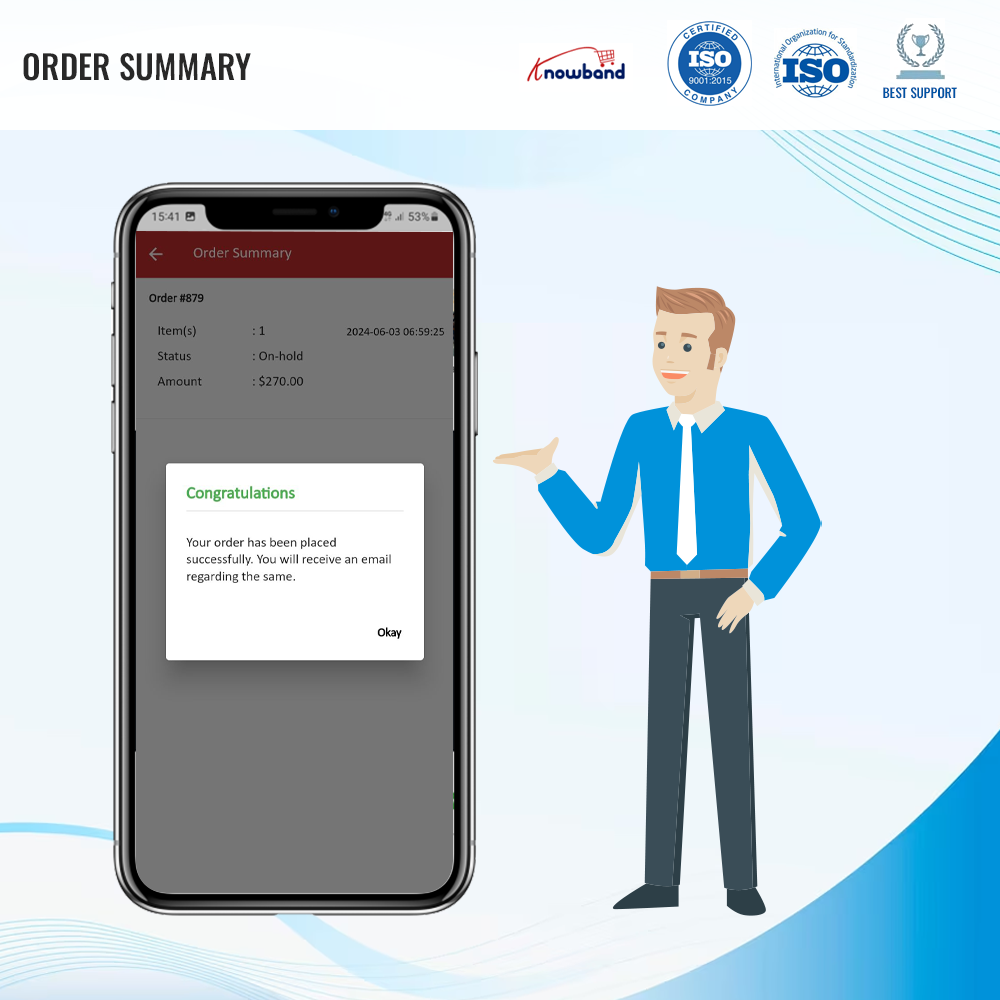 ORDER SUMMARY
Knowband
CERTIFIED
ISO
9001:2015
COMPANY
International Organization for Standardization
ISO
BEST SUPPORT
15:41
53%
Order Summary
Order #879
Item(s) : 1 2024-06-03 06:59:25
Status : On-hold
Amount : $270.00
Congratulations
Your order has been placed
successfully. You will receive an email
regarding the same.
Okay